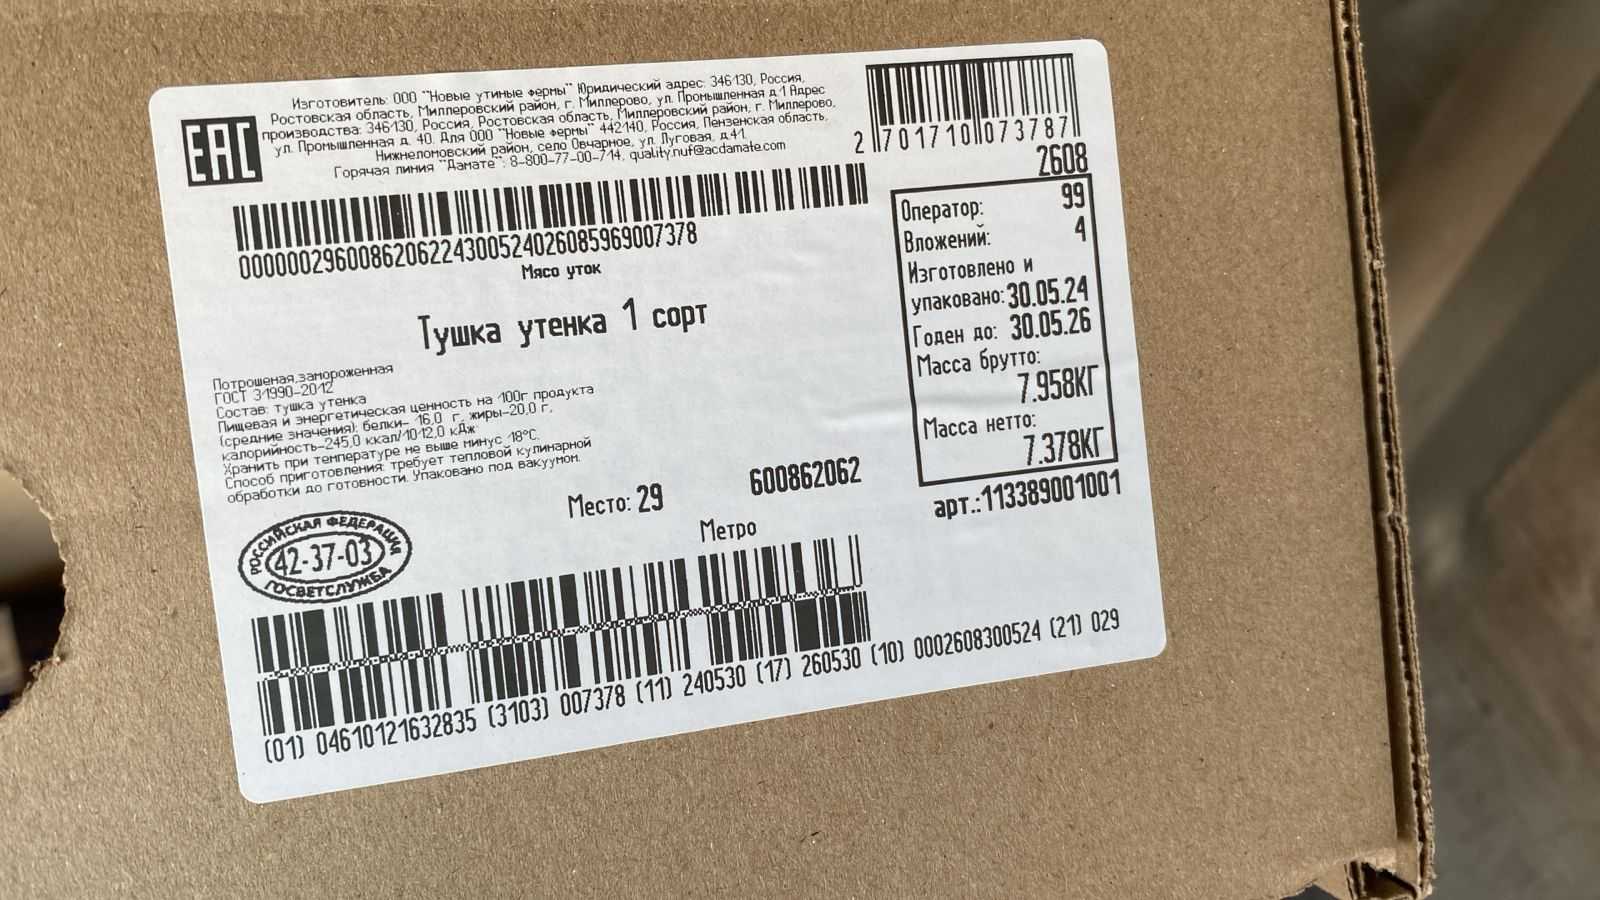 Изготовитель: ООО "Новые утиные фермы" Юридический адрес: 346130, Россия,
Ростовская область, Миллеровский район, г. Миллерово, ул. Промышленная д.1 Адрес
производства: 346130, Россия, Ростовская область, Миллеровский район, г. Миллерово,
ул. Промышленная д. 40. Для ООО "Новые фермы" 442140, Россия, Пензенская область,
Нижнеломовский район, село Овчарное, ул. Луговая, д.41.
Горячая линия "Дамате": 8-800-77-00-714, quality.nuf@acdamate.com
EAC
2 701710 073787
2608
0000002960086206224300524026085969007378
Мясо уток
Тушка утенка 1 сорт
Оператор: 99
Вложений: 4
Изготовлено и
упаковано: 30.05.24
Годен до: 30.05.26
Масса брутто:
7.958КГ
Масса нетто:
7.378КГ
арт.:113389001001
Потрошеная,замороженная
ГОСТ 31990-2012
Состав: тушка утенка
Пищевая и энергетическая ценность на 100г продукта
(средние значения): белки- 16,0 г, жиры-20,0 г,
калорийность-245,0 ккал/1012,0 кДж
Хранить при температуре не выше минус 18°С.
Способ приготовления: требует тепловой кулинарной
обработки до готовности. Упаковано под вакуумом.
Место: 29
600862062
Метро
РОССИЙСКАЯ ФЕДЕРАЦИЯ
42-37-03
ГОСВЕТСЛУЖБА
(01) 04610121632835 (3103) 007378 (11) 240530 (17) 260530 (10) 0002608300524 (21) 029